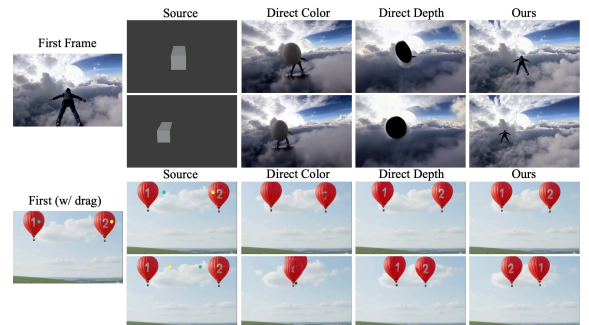 Source Direct Color Direct Depth Ours
First Frame
Source Direct Color Direct Depth Ours
First (w/ drag)
1 2 1 2 1 2
1 2
1 2 1 2 2 1